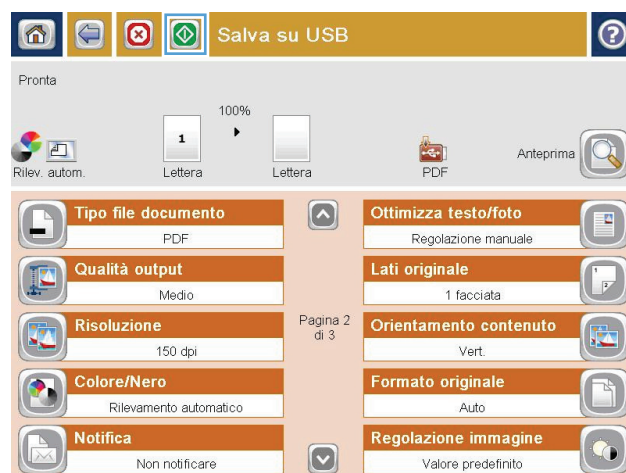 Salva su USB
Pronta
100%
1
Rilev. autom.
Lettera
Lettera
PDF
Anteprima
Tipo file documento
PDF
Qualità output
Medio
Risoluzione
150 dpi
Colore/Nero
Rilevamento automatico
Notifica
Non notificare
Pagina 2
di 3
Ottimizza testo/foto
Regolazione manuale
Lati originale
1 facciata
Orientamento contenuto
Vert.
Formato originale
Auto
Regolazione immagine
Valore predefinito